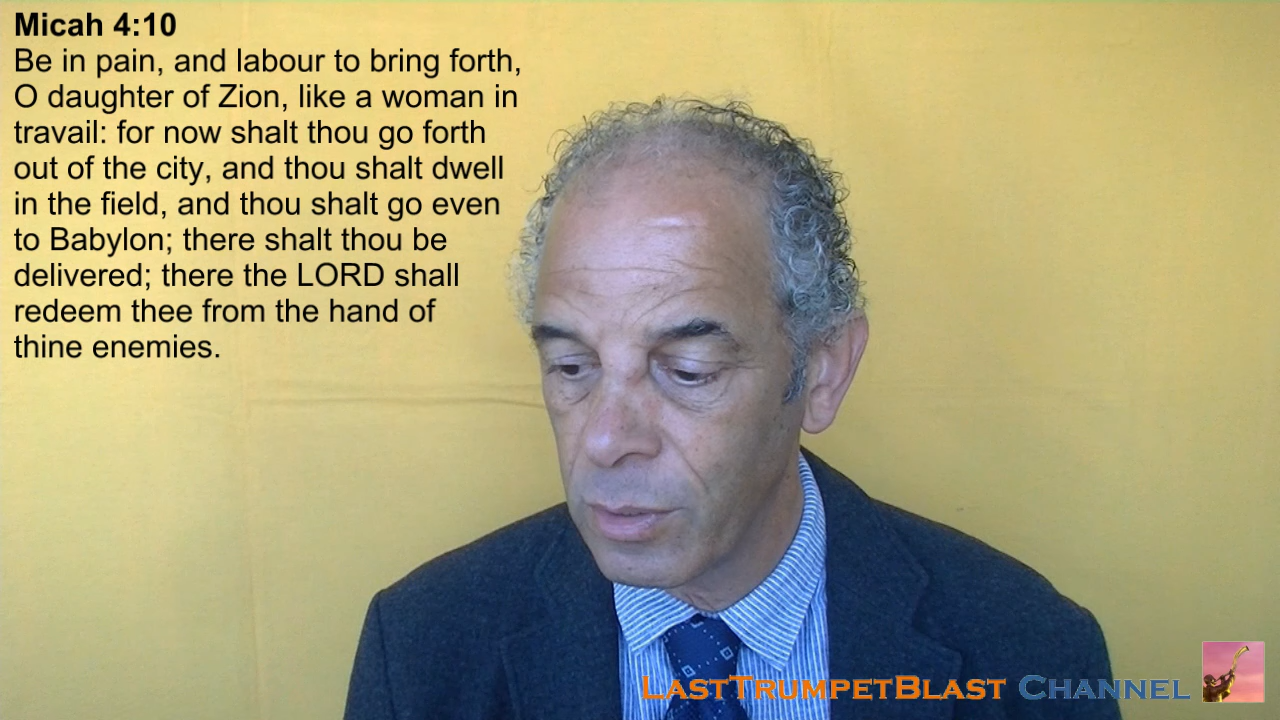 Micah 4:10
Be in pain, and labour to bring forth,
O daughter of Zion, like a woman in
travail: for now shalt thou go forth
out of the city, and thou shalt dwell
in the field, and thou shalt go even
to Babylon; there shalt thou be
delivered; there the LORD shall
redeem thee from the hand of
thine enemies.
LASTTRUMPETBLAST CHANNEL